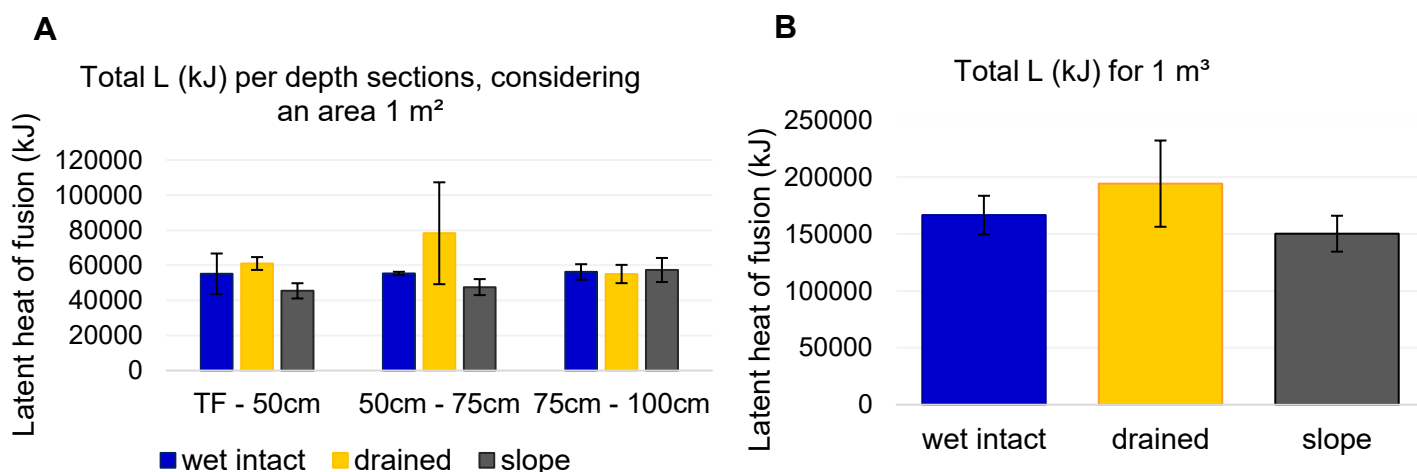 A
Total L (kJ) per depth sections, considering
an area 1 m²
Latent heat of fusion (kJ)
120000
100000
80000
60000
40000
20000
0
TF - 50cm
50cm - 75cm
75cm - 100cm
wet intact
drained
slope
B
Total L (kJ) for 1 m³
Latent heat of fusion (kJ)
250000
200000
150000
100000
50000
0
wet intact
drained
slope